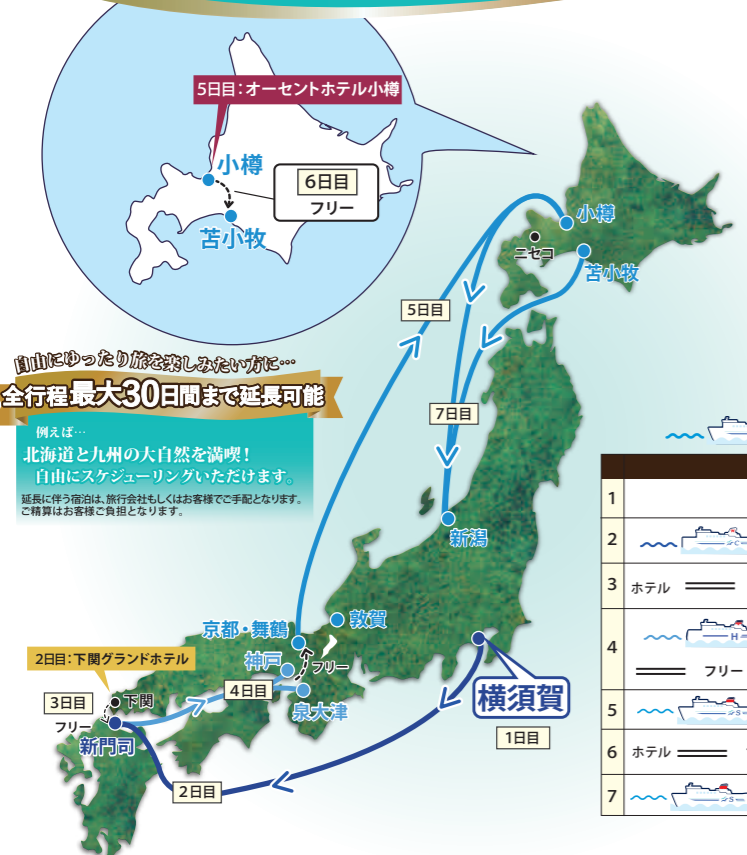 5日目:オーセントホテル小樽
小樽
6日目
フリー
苫小牧
小樽
ニセコ
苫小牧
5日目
7日目
自由にゆったり旅を楽しみたい方に…
全行程最大30日間まで延長可能
例えば…
北海道と九州の大自然を満喫!
自由にスケジューリングいただけます。
延長に伴う宿泊は、旅行会社もしくはお客様でご手配となります。
ご精算はお客様ご負担となります。
新潟
敦賀
京都・舞鶴
神戸
フリー
泉大津
4日目
2日目:下関グランドホテル
3日目
下関
フリー
新門司
2日目
横須賀
1日目
1
2
C
3 ホテル
4
H
フリー
5
S
6 ホテル
7
S